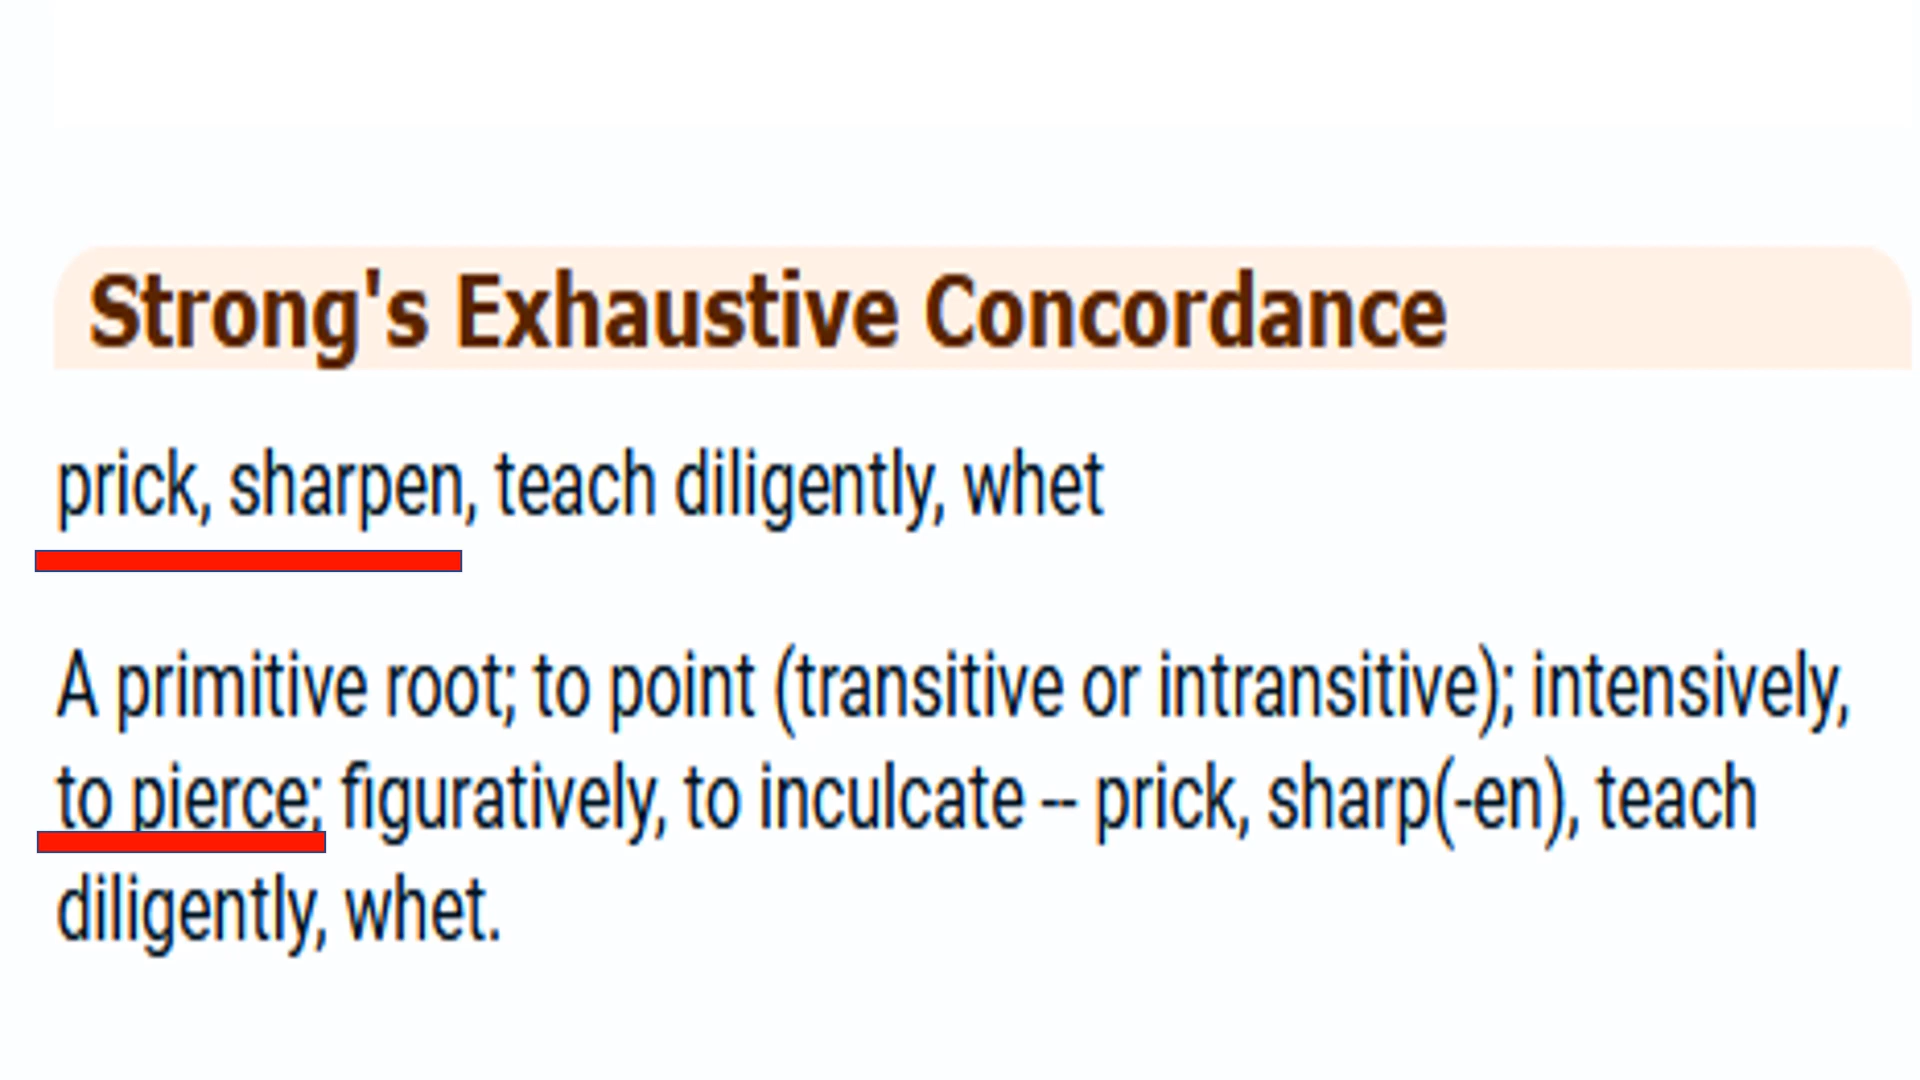 Strong's Exhaustive Concordance
prick, sharpen, teach diligently, whet
A primitive root; to point (transitive or intransitive); intensively,
to pierce; figuratively, to inculcate -- prick, sharp(-en), teach
diligently, whet.